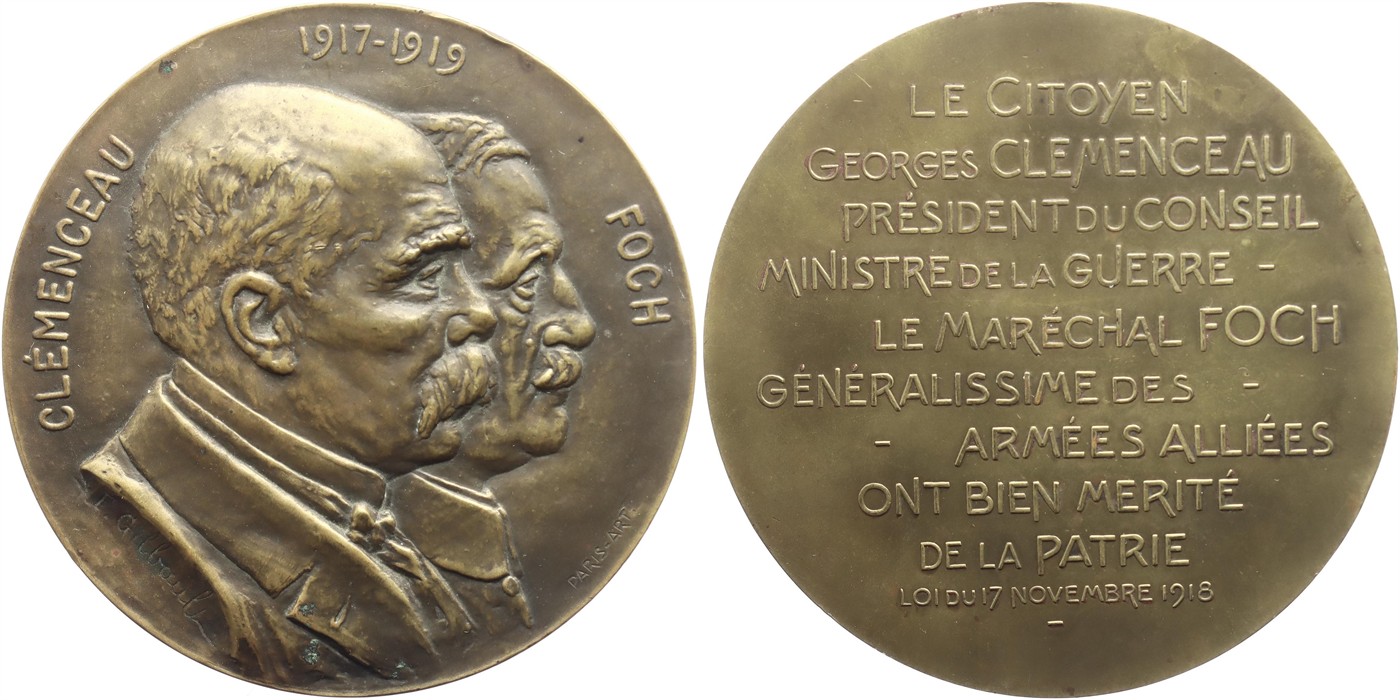 1917-1919
CLÉMENCEAU
FOCH
PARIS-ART
LE CITOYEN
GEORGES CLEMENCEAU
PRÉSIDENT DU CONSEIL
MINISTRE DE LA GUERRE -
LE MARÉCHAL FOCH
GÉNÉRALISSIME DES -
- ARMÉES ALLIÉES
ONT BIEN MERITÉ
DE LA PATRIE
LOI DU 17 NOVEMBRE 1918
-